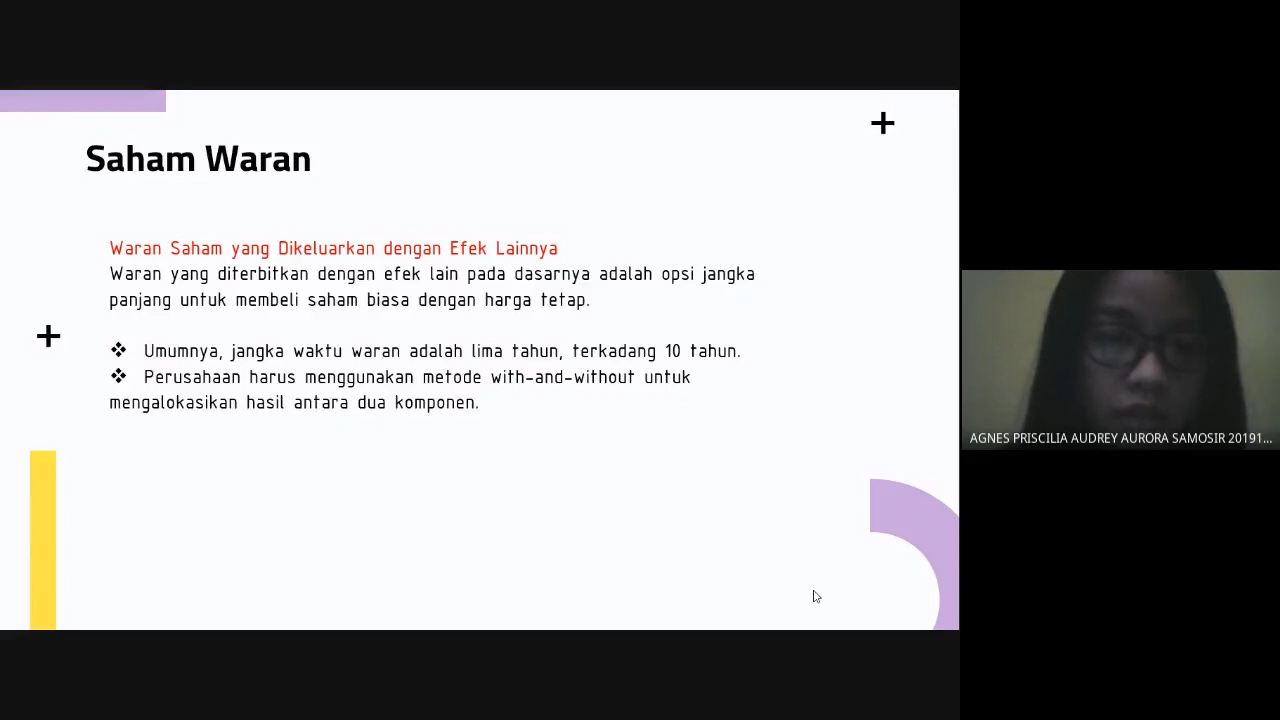 Saham Waran
Waran Saham yang Dikeluarkan dengan Efek Lainnya
Waran yang diterbitkan dengan efek lain pada dasarnya adalah opsi jangka
panjang untuk membeli saham biasa dengan harga tetap.
❖ Umumnya, jangka waktu waran adalah lima tahun, terkadang 10 tahun.
❖ Perusahaan harus menggunakan metode with-and-without untuk
mengalokasikan hasil antara dua komponen.
AGNES PRISCILIA AUDREY AURORA SAMOSIR 20191...